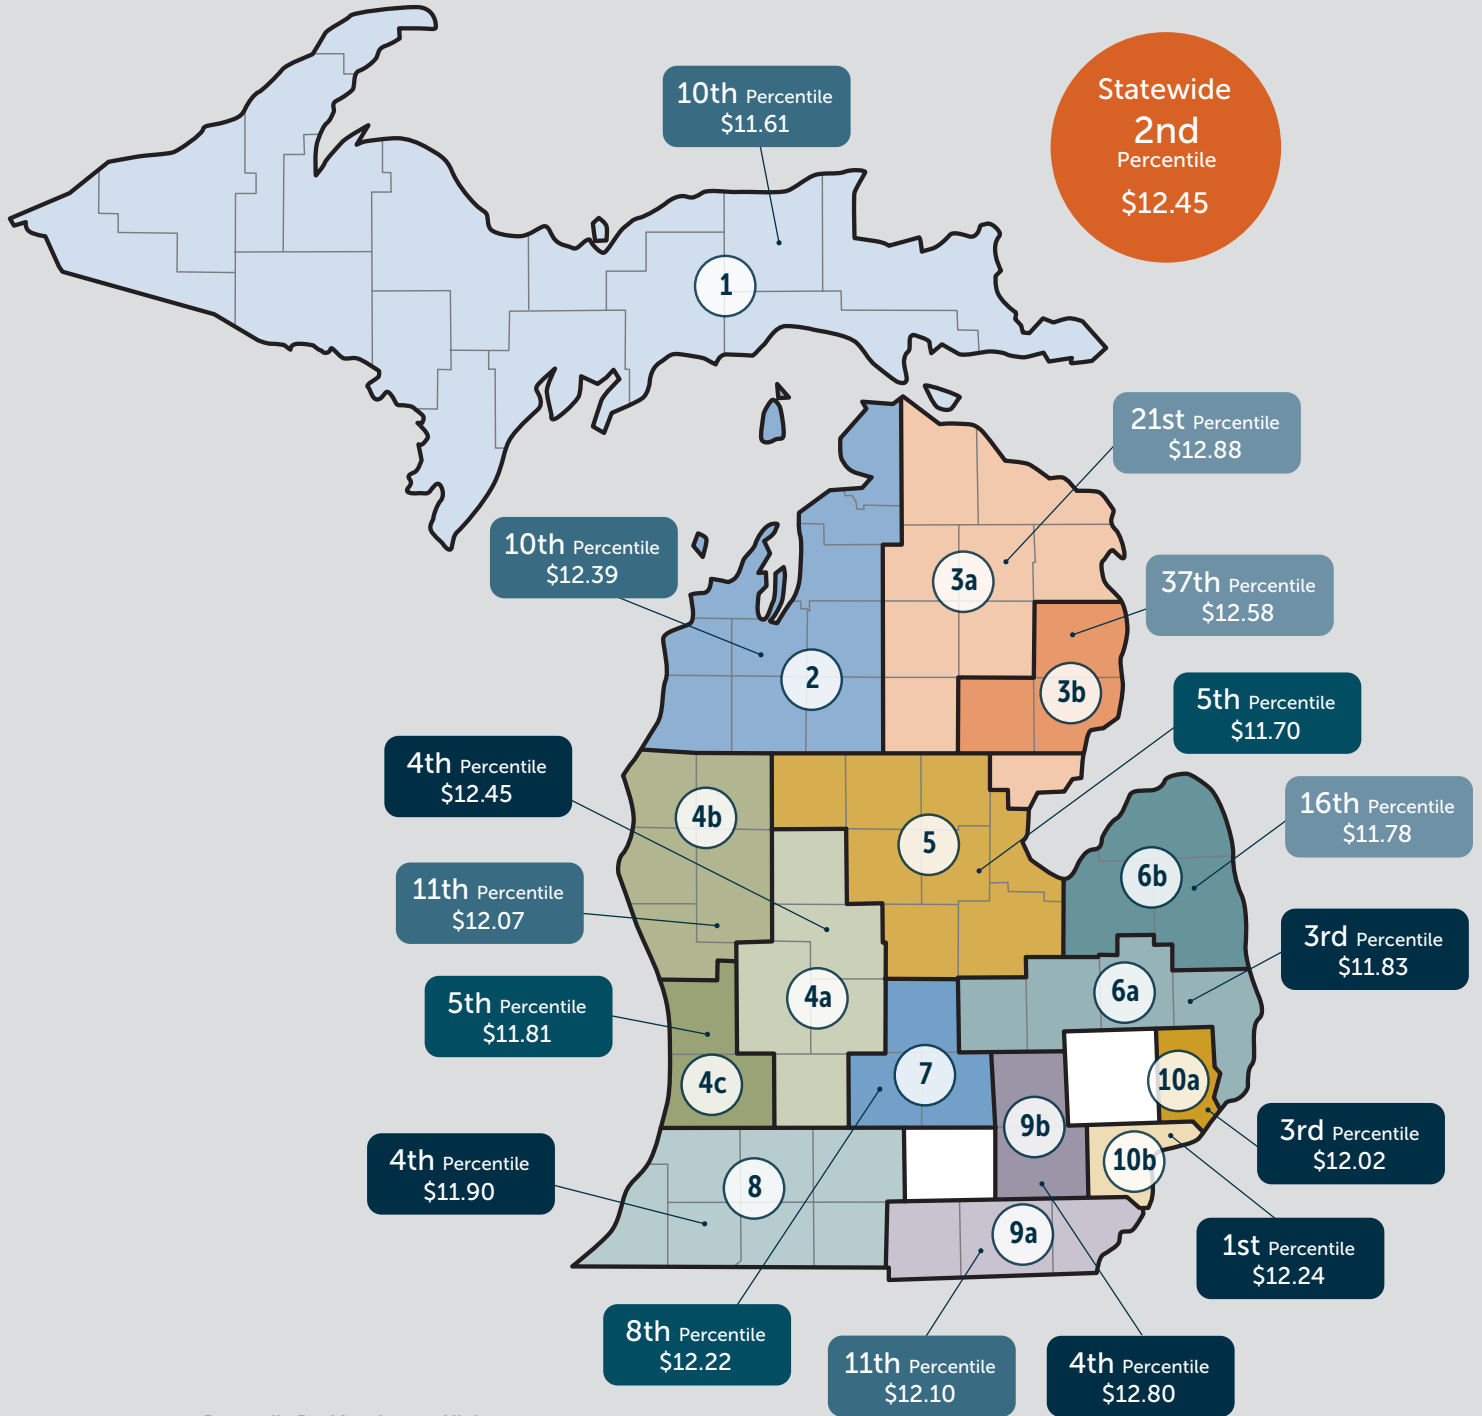 Statewide
2nd
Percentile
$12.45
10th Percentile
$11.61
1
21st Percentile
$12.88
10th Percentile
$12.39
3a
37th Percentile
$12.58
2
3b
5th Percentile
$11.70
4th Percentile
$12.45
4b
5
16th Percentile
$11.78
6b
11th Percentile
$12.07
3rd Percentile
$11.83
4a
6a
5th Percentile
$11.81
4c
7
10a
9b
3rd Percentile
$12.02
10b
4th Percentile
$11.90
8
9a
1st Percentile
$12.24
8th Percentile
$12.22
11th Percentile
$12.10
4th Percentile
$12.80